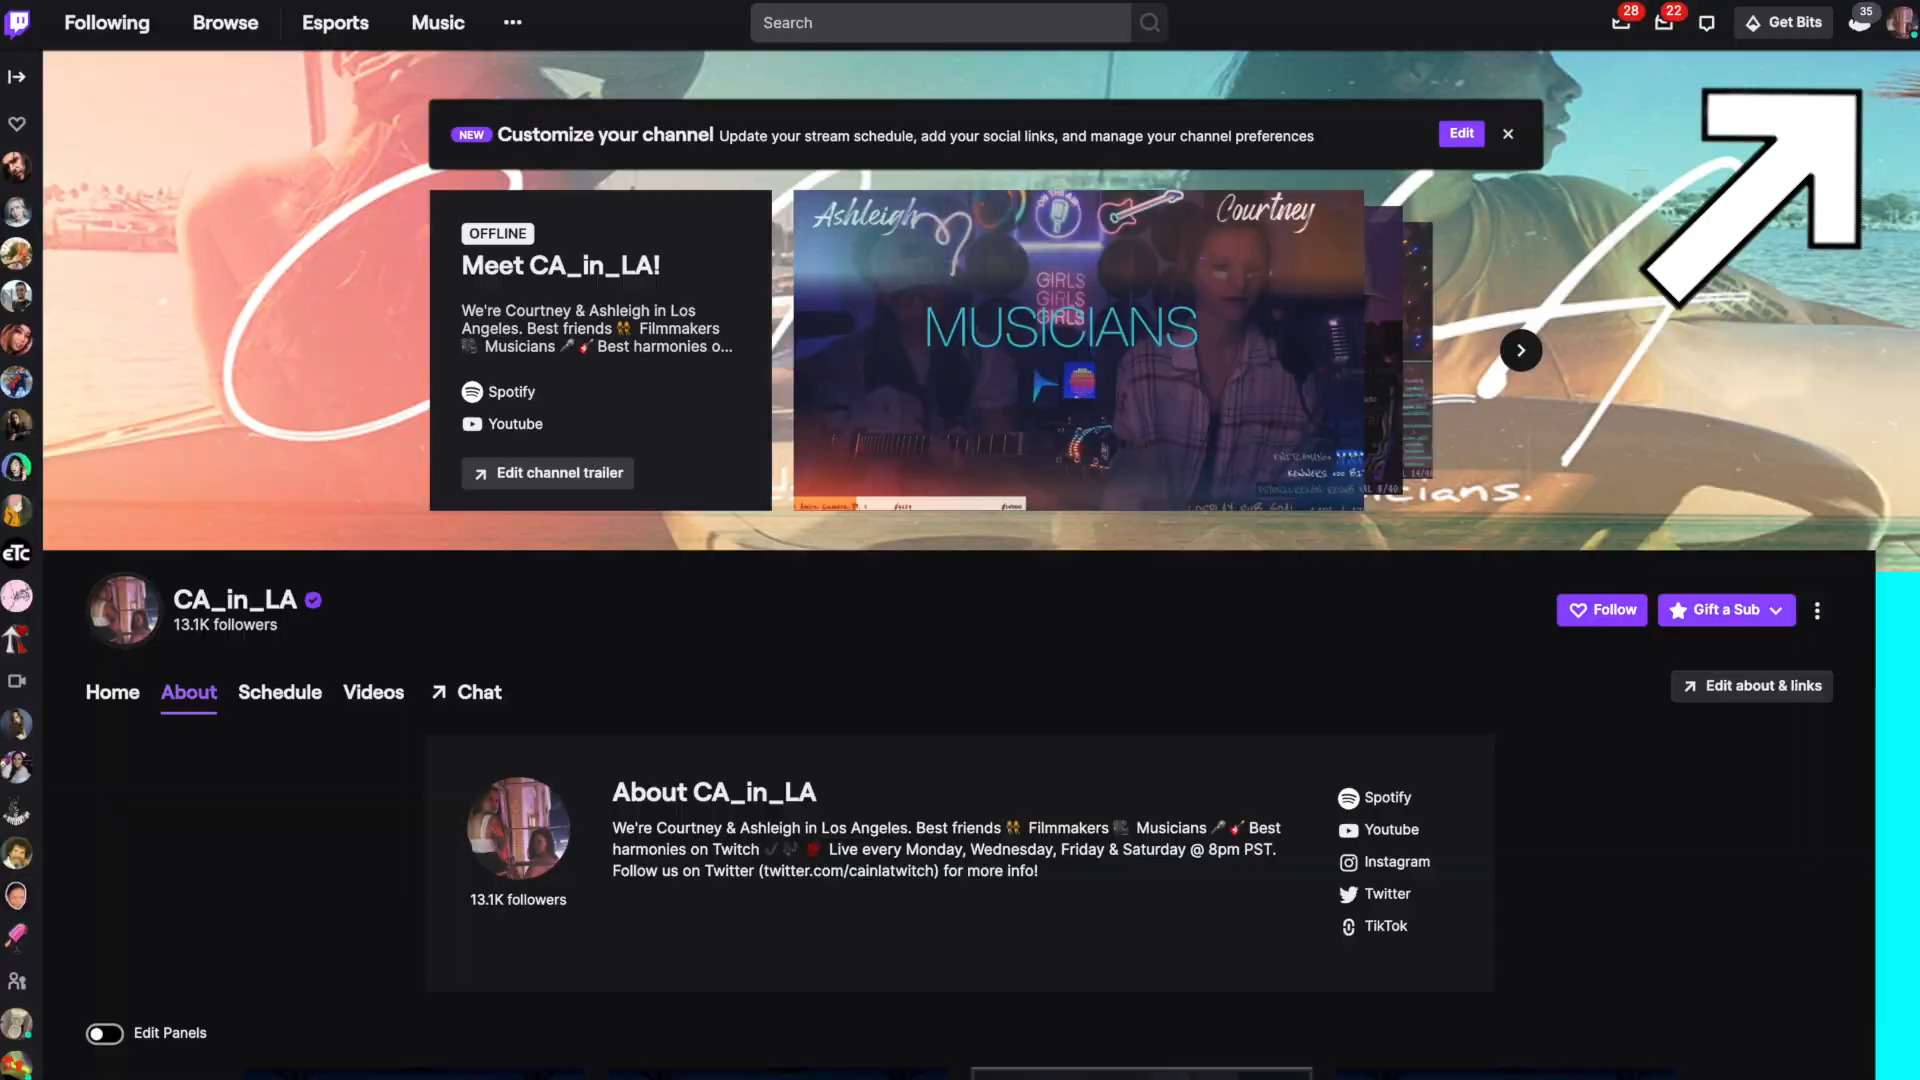 Following
Browse
Esports
Music
Search
28
22
Get Bits
35
NEW Customize your channel Update your stream schedule, add your social links, and manage your channel preferences
Edit
OFFLINE
Meet CA_in_LA!
We're Courtney & Ashleigh in Los
Angeles. Best friends 👯 Filmmakers
🎥 Musicians 🎤🎸 Best harmonies o...
Spotify
Youtube
Edit channel trailer
Ashleigh
Courtney
ON THE AIR
GIRLS
GIRLS
GIRLS
MUSICIANS
cians.
ETC
CA_in_LA
13.1K followers
Follow
Gift a Sub
Home
About
Schedule
Videos
Chat
Edit about & links
About CA_in_LA
We're Courtney & Ashleigh in Los Angeles. Best friends 👯 Filmmakers 🎥 Musicians 🎤🎸 Best
harmonies on Twitch Live every Monday, Wednesday, Friday & Saturday @ 8pm PST.
Follow us on Twitter (twitter.com/cainlatwitch) for more info!
13.1K followers
Spotify
Youtube
Instagram
Twitter
TikTok
Edit Panels